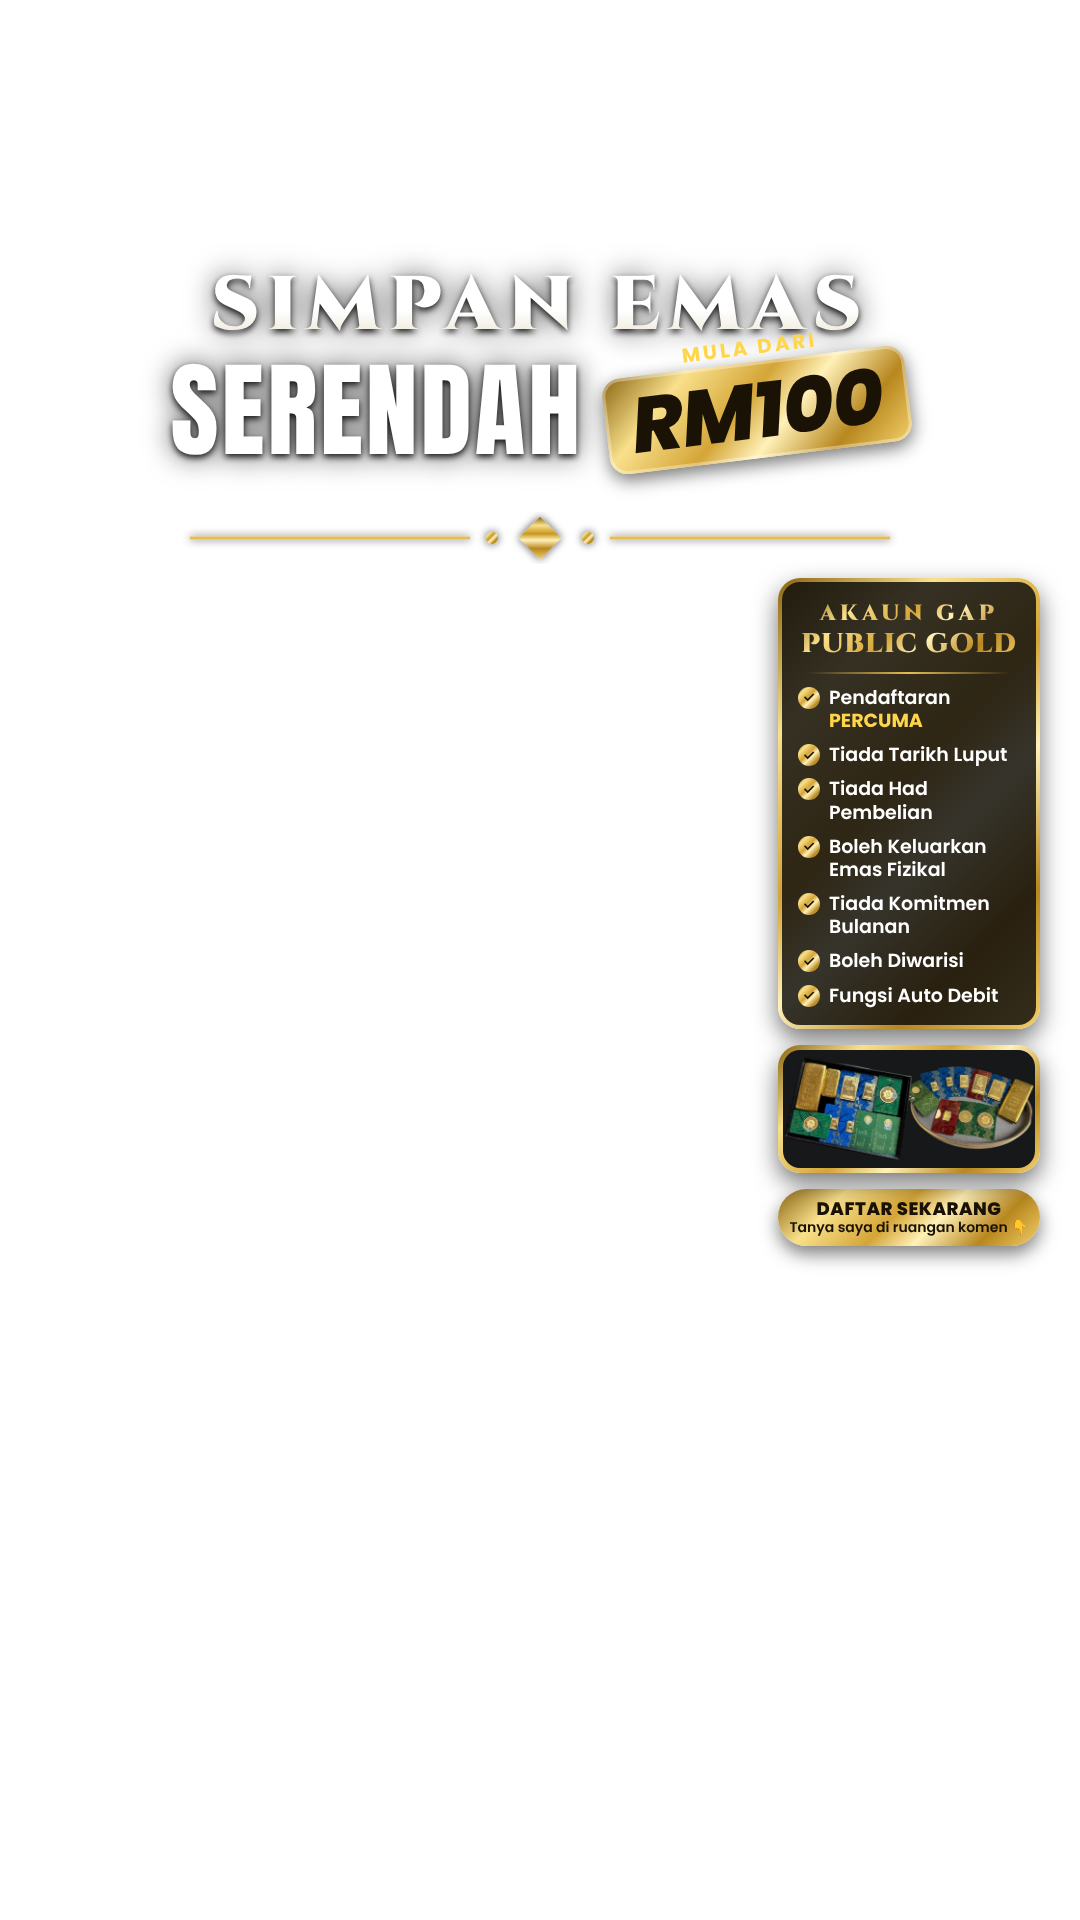 SIMPAN EMAS
MULA DARI
SERENDAH RM100
AKAUN GAP
PUBLIC GOLD
Pendaftaran
PERCUMA
Tiada Tarikh Luput
Tiada Had
Pembelian
Boleh Keluarkan
Emas Fizikal
Tiada Komitmen
Bulanan
Boleh Diwarisi
Fungsi Auto Debit
DAFTAR SEKARANG
Tanya saya di ruangan komen 👇